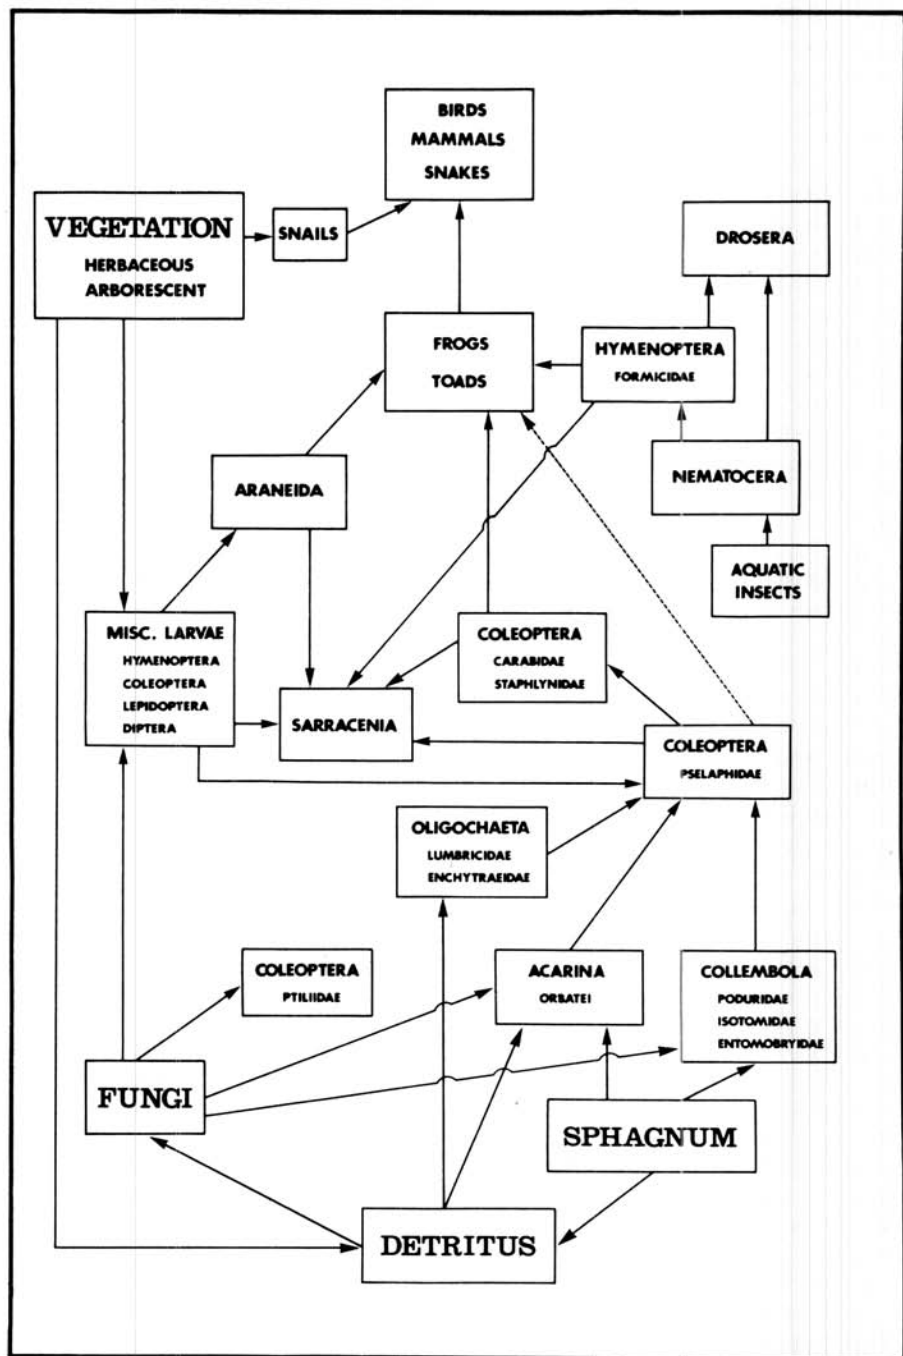 BIRDS
MAMMALS
SNAKES
VEGETATION
HERBACEOUS
ARBORESCENT
SNAILS
DROSERA
FROGS
TOADS
HYMENOPTERA
FORMICIDAE
ARANEIDA
NEMATOCERA
AQUATIC
INSECTS
MISC. LARVAE
HYMENOPTERA
COLEOPTERA
LEPIDOPTERA
DIPTERA
COLEOPTERA
CARABIDAE
STAPHLYNIDAE
SARRACENIA
COLEOPTERA
PSELAPHIDAE
OLIGOCHAETA
LUMBRICIDAE
ENCHYTRAEIDAE
COLEOPTERA
PTILIIDAE
ACARINA
ORBATEI
COLLEMBOLA
PODURIDAE
ISOTOMIDAE
ENTOMOBRYIDAE
FUNGI
SPHAGNUM
DETRITUS